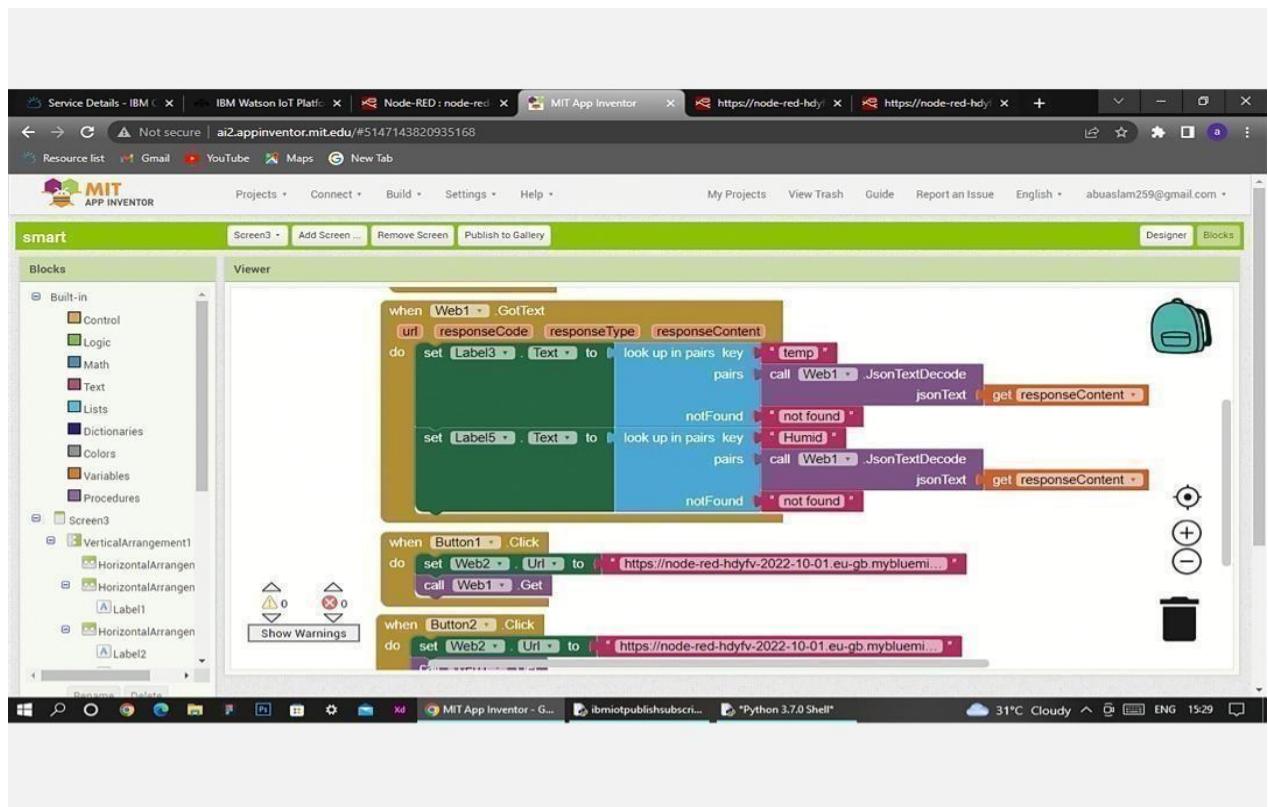 Service Details - IBM C IBM Watson IoT Platfo Node-RED : node-red MIT App Inventor https://node-red-hdyf https://node-red-hdyf
Not secure ai2.appinventor.mit.edu/#5147143820935168 a
Resource list Gmail YouTube Maps New Tab
MIT APP INVENTOR Projects Connect Build Settings Help My Projects View Trash Guide Report an Issue English abuaslam259@gmail.com
smart Screen3 Add Screen ... Remove Screen Publish to Gallery Designer Blocks
Blocks Viewer
Built-in
Control
Logic
Math
Text
Lists
Dictionaries
Colors
Variables
Procedures
Screen3
VerticalArrangement1
HorizontalArrangen
HorizontalArrangen
Label1
HorizontalArrangen
Label2
Rename Delete
when Web1 .GotText
url responseCode responseType responseContent
do set Label3 . Text to look up in pairs key " temp "
pairs call Web1 .JsonTextDecode
jsonText get responseContent
notFound " not found "
set Label5 . Text to look up in pairs key " Humid "
pairs call Web1 .JsonTextDecode
jsonText get responseContent
notFound " not found "
when Button1 .Click
do set Web2 . Url to " https://node-red-hdyfv-2022-10-01.eu-gb.mybluemi... "
call Web1 .Get
when Button2 .Click
do set Web2 . Url to " https://node-red-hdyfv-2022-10-01.eu-gb.mybluemi... "
0 0
Show Warnings
Ps Xd MIT App Inventor - G... ibmiotpublishsubscri... *Python 3.7.0 Shell* 31°C Cloudy ENG 15:29